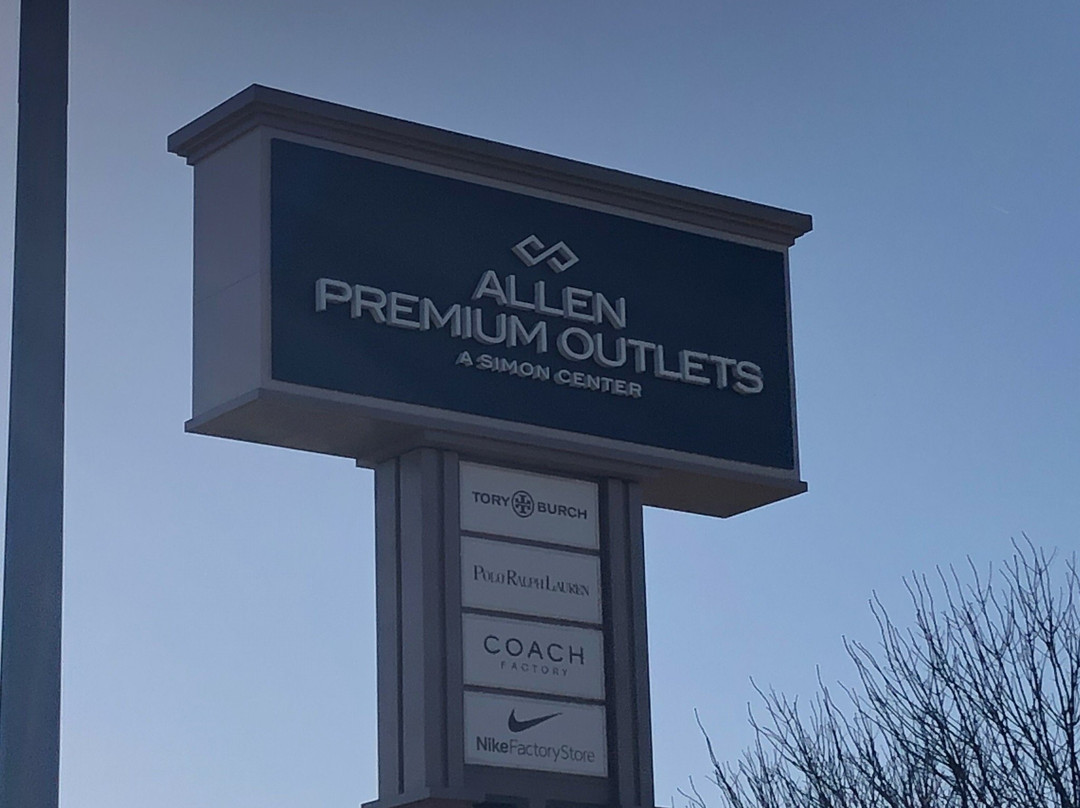 ALLEN
PREMIUM OUTLETS
A SIMON CENTER
TORY BURCH
POLO RALPH LAUREN
COACH
FACTORY
NikeFactoryStore